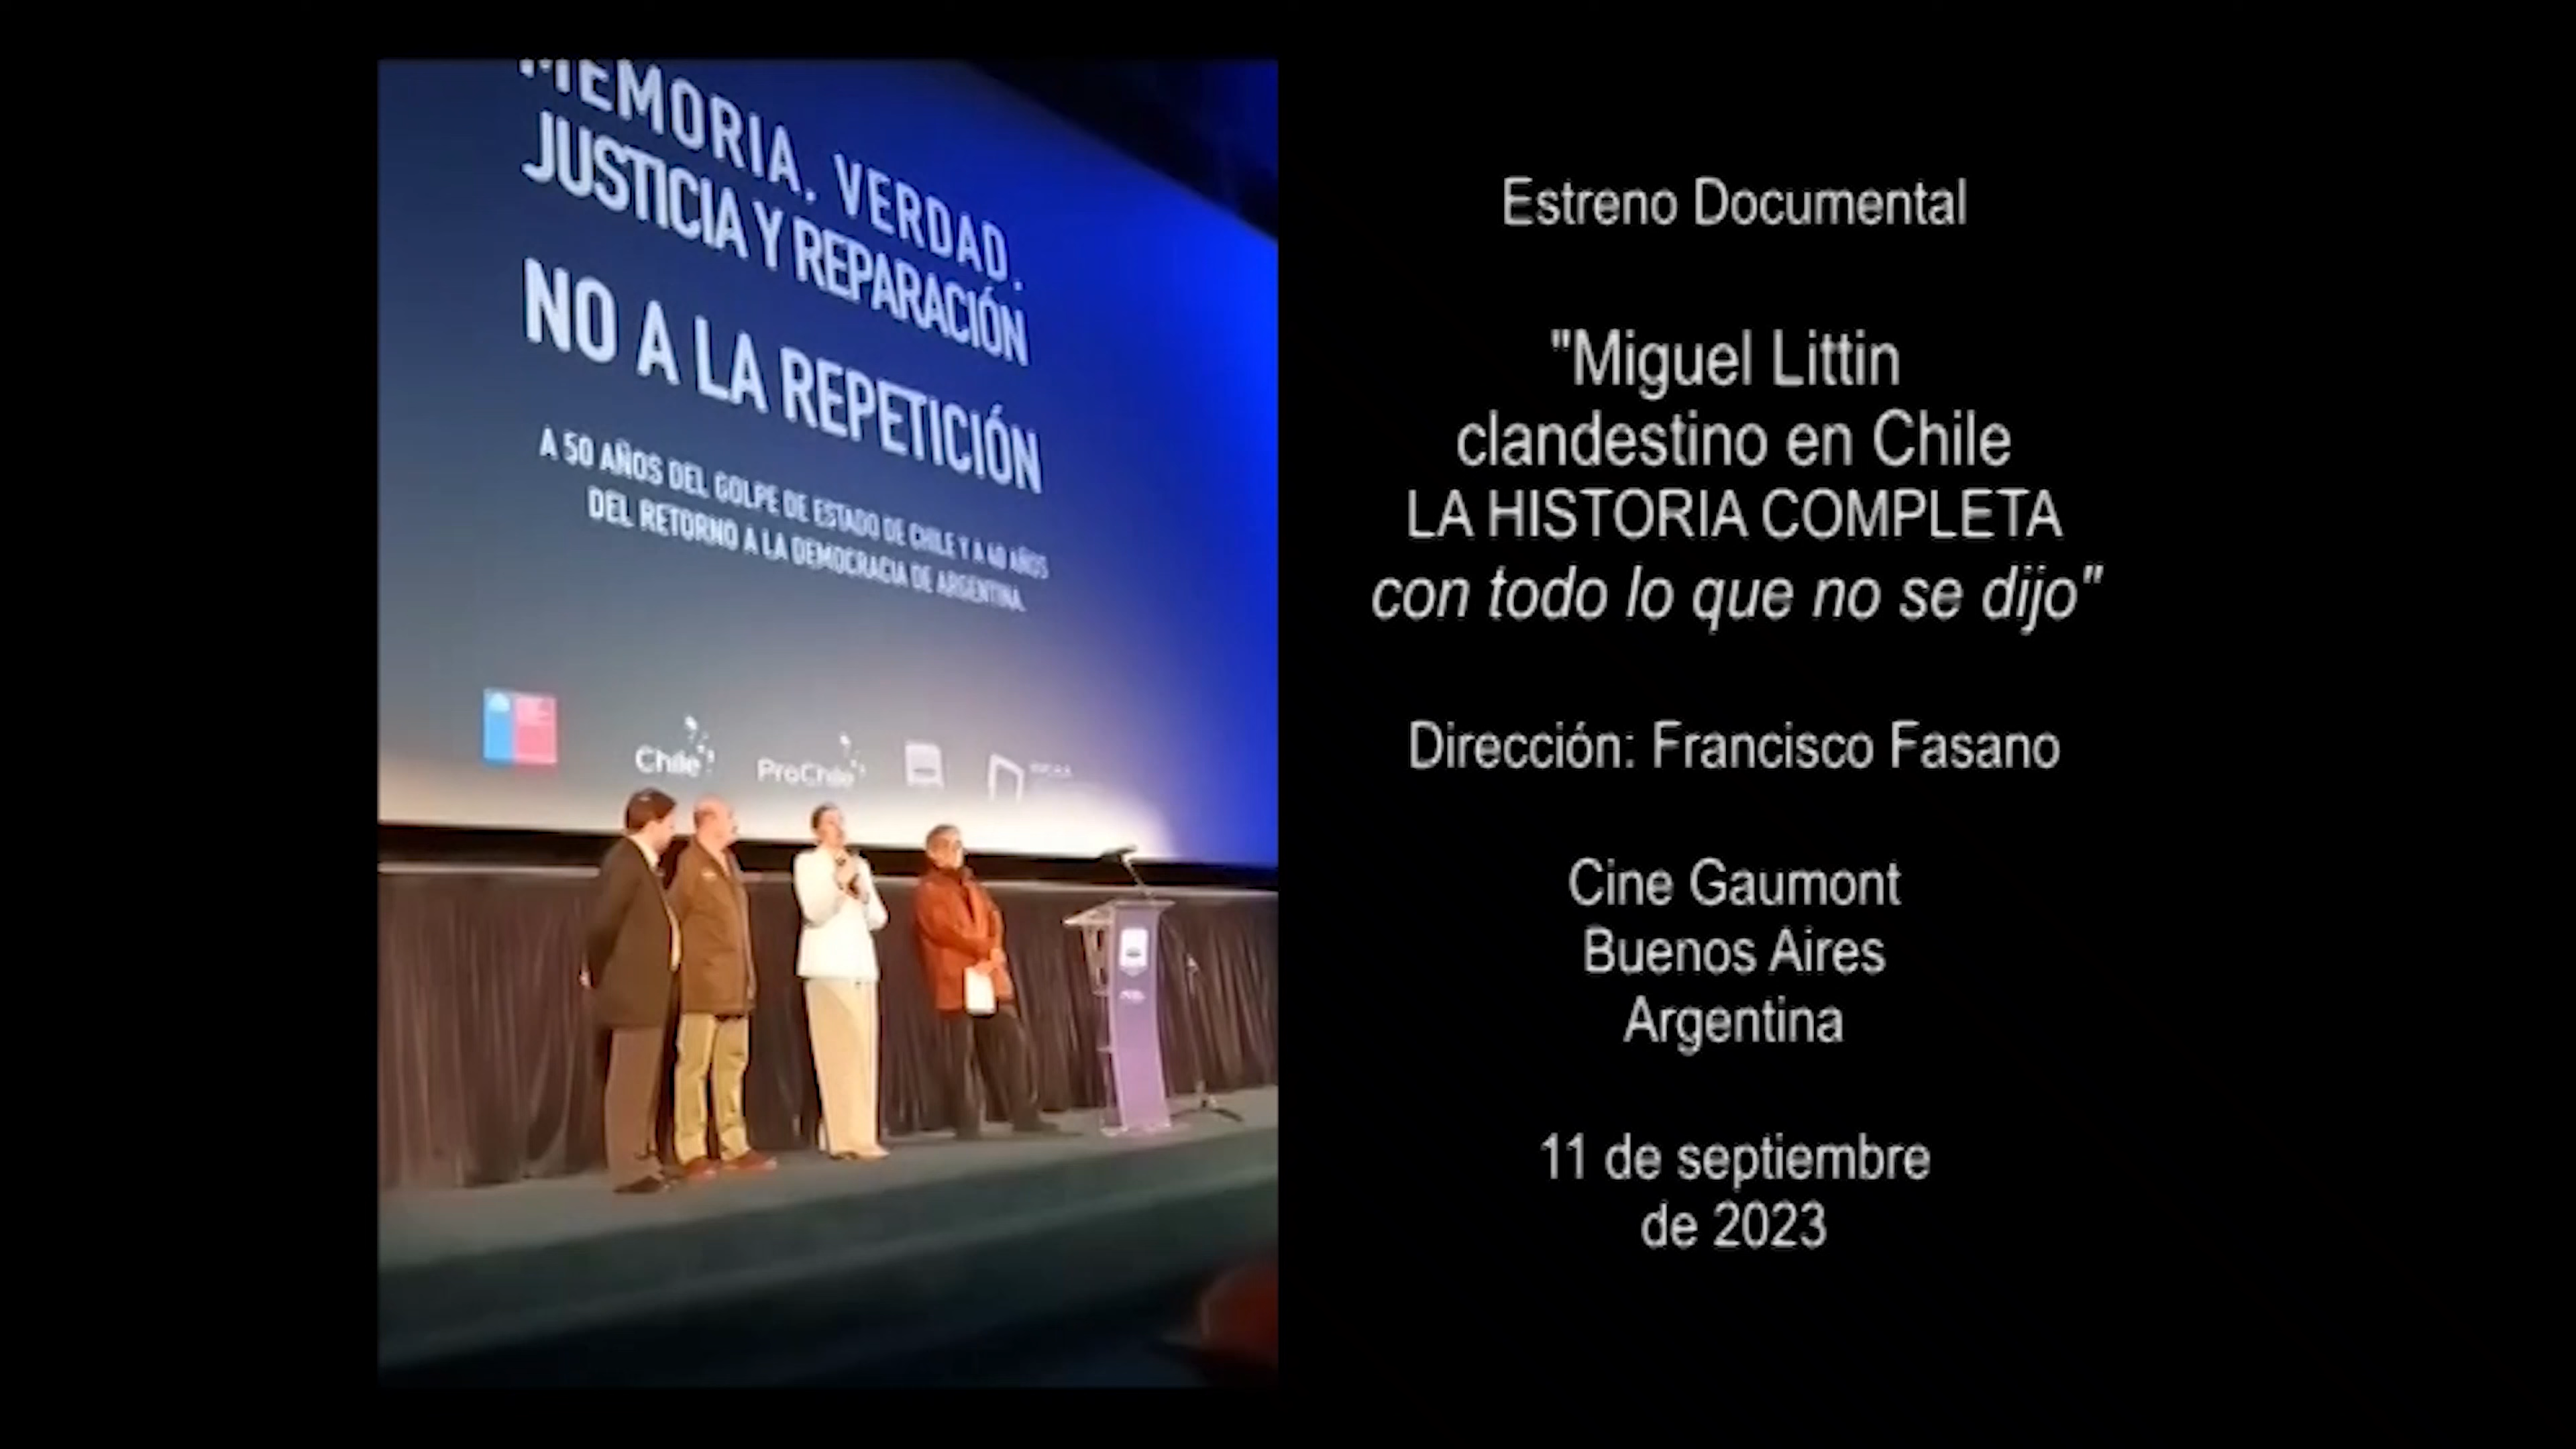 MEMORIA, VERDAD,
JUSTICIA Y REPARACIÓN
NO A LA REPETICIÓN
A 50 AÑOS DEL GOLPE DE ESTADO DE CHILE Y A 40 AÑOS
DEL RETORNO A LA DEMOCRACIA DE ARGENTINA.
Chile
ProChile
Estreno Documental
"Miguel Littin
clandestino en Chile
LA HISTORIA COMPLETA
con todo lo que no se dijo"
Dirección: Francisco Fasano
Cine Gaumont
Buenos Aires
Argentina
11 de septiembre
de 2023